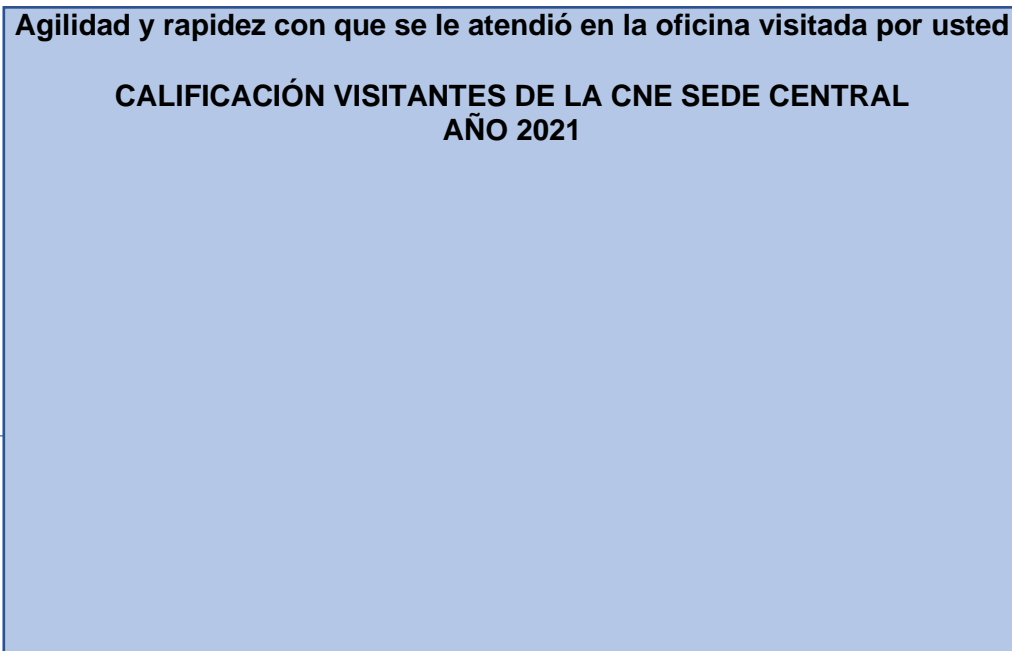 Agilidad y rapidez con que se le atendió en la oficina visitada por usted
CALIFICACIÓN VISITANTES DE LA CNE SEDE CENTRAL
AÑO 2021